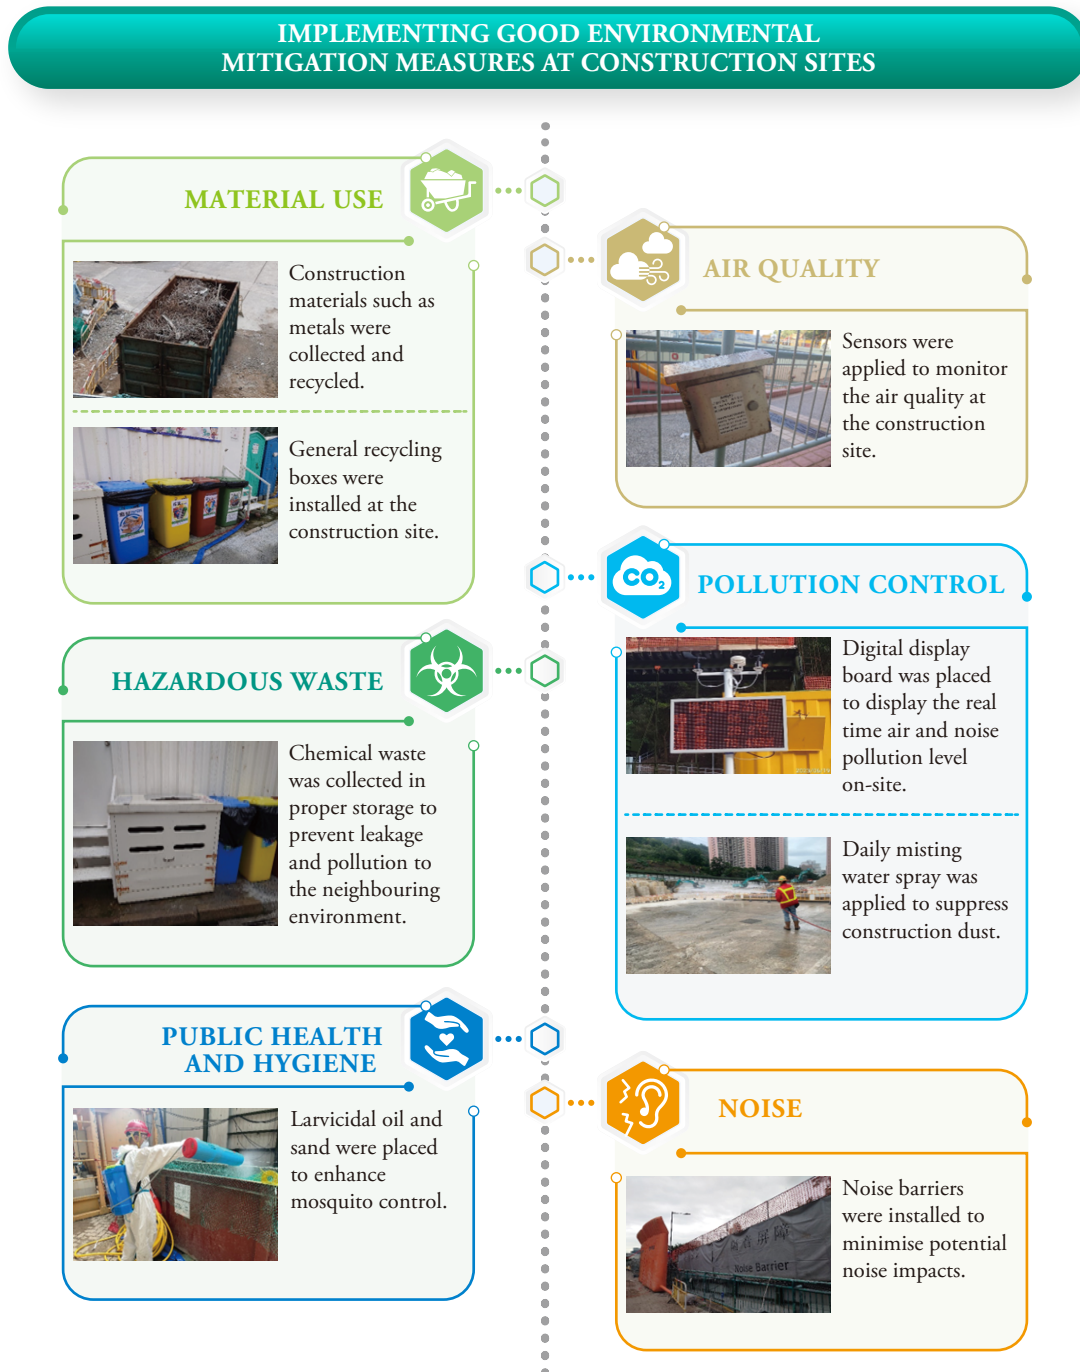 IMPLEMENTING GOOD ENVIRONMENTAL
MITIGATION MEASURES AT CONSTRUCTION SITES
MATERIAL USE
Construction
materials such as
metals were
collected and
recycled.
General recycling
boxes were
installed at the
construction site.
AIR QUALITY
Sensors were
applied to monitor
the air quality at
the construction
site.
POLLUTION CONTROL
CO₂
Digital display
board was placed
to display the real
time air and noise
pollution level
on-site.
Daily misting
water spray was
applied to suppress
construction dust.
HAZARDOUS WASTE
Chemical waste
was collected in
proper storage to
prevent leakage
and pollution to
the neighbouring
environment.
PUBLIC HEALTH
AND HYGIENE
Larvicidal oil and
sand were placed
to enhance
mosquito control.
NOISE
Noise Barrier
Noise barriers
were installed to
minimise potential
noise impacts.